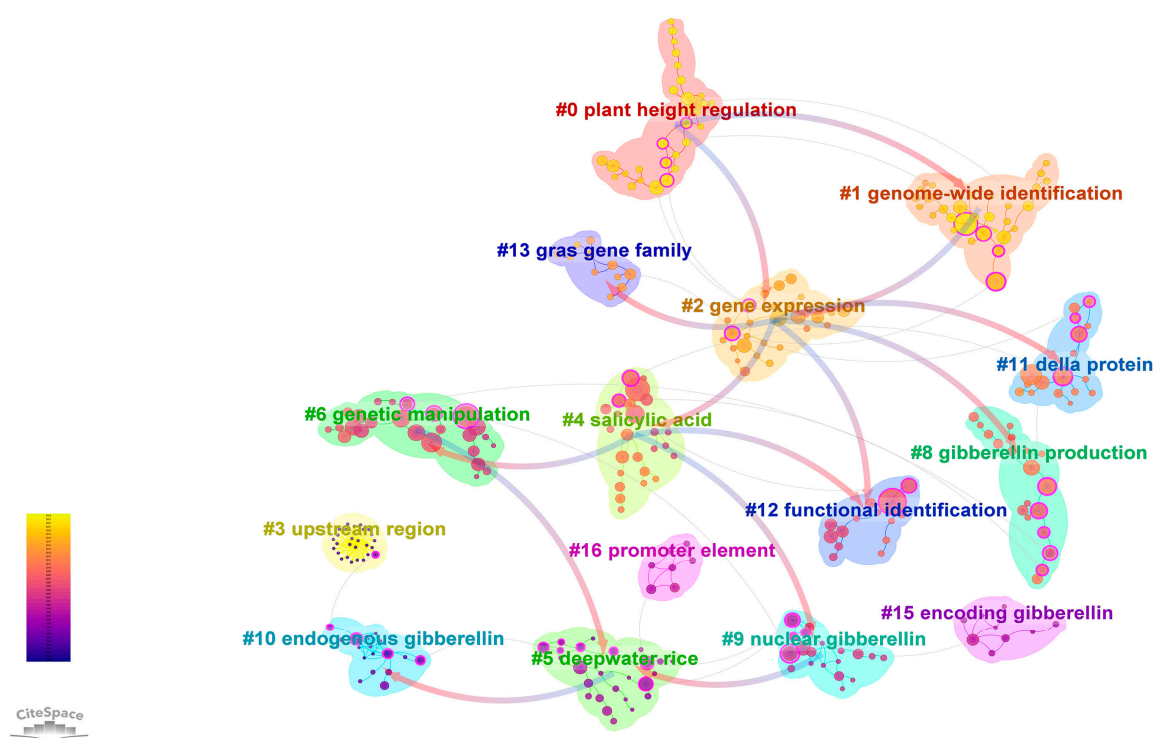 #0 plant height regulation
#1 genome-wide identification
#13 gras gene family
#2 gene expression
#11 della protein
#6 genetic manipulation
#4 salicylic acid
#8 gibberellin production
#12 functional identification
#3 upstream region
#16 promoter element
#15 encoding gibberellin
#10 endogenous gibberellin
#9 nuclear gibberellin
#5 deepwater rice
CiteSpace